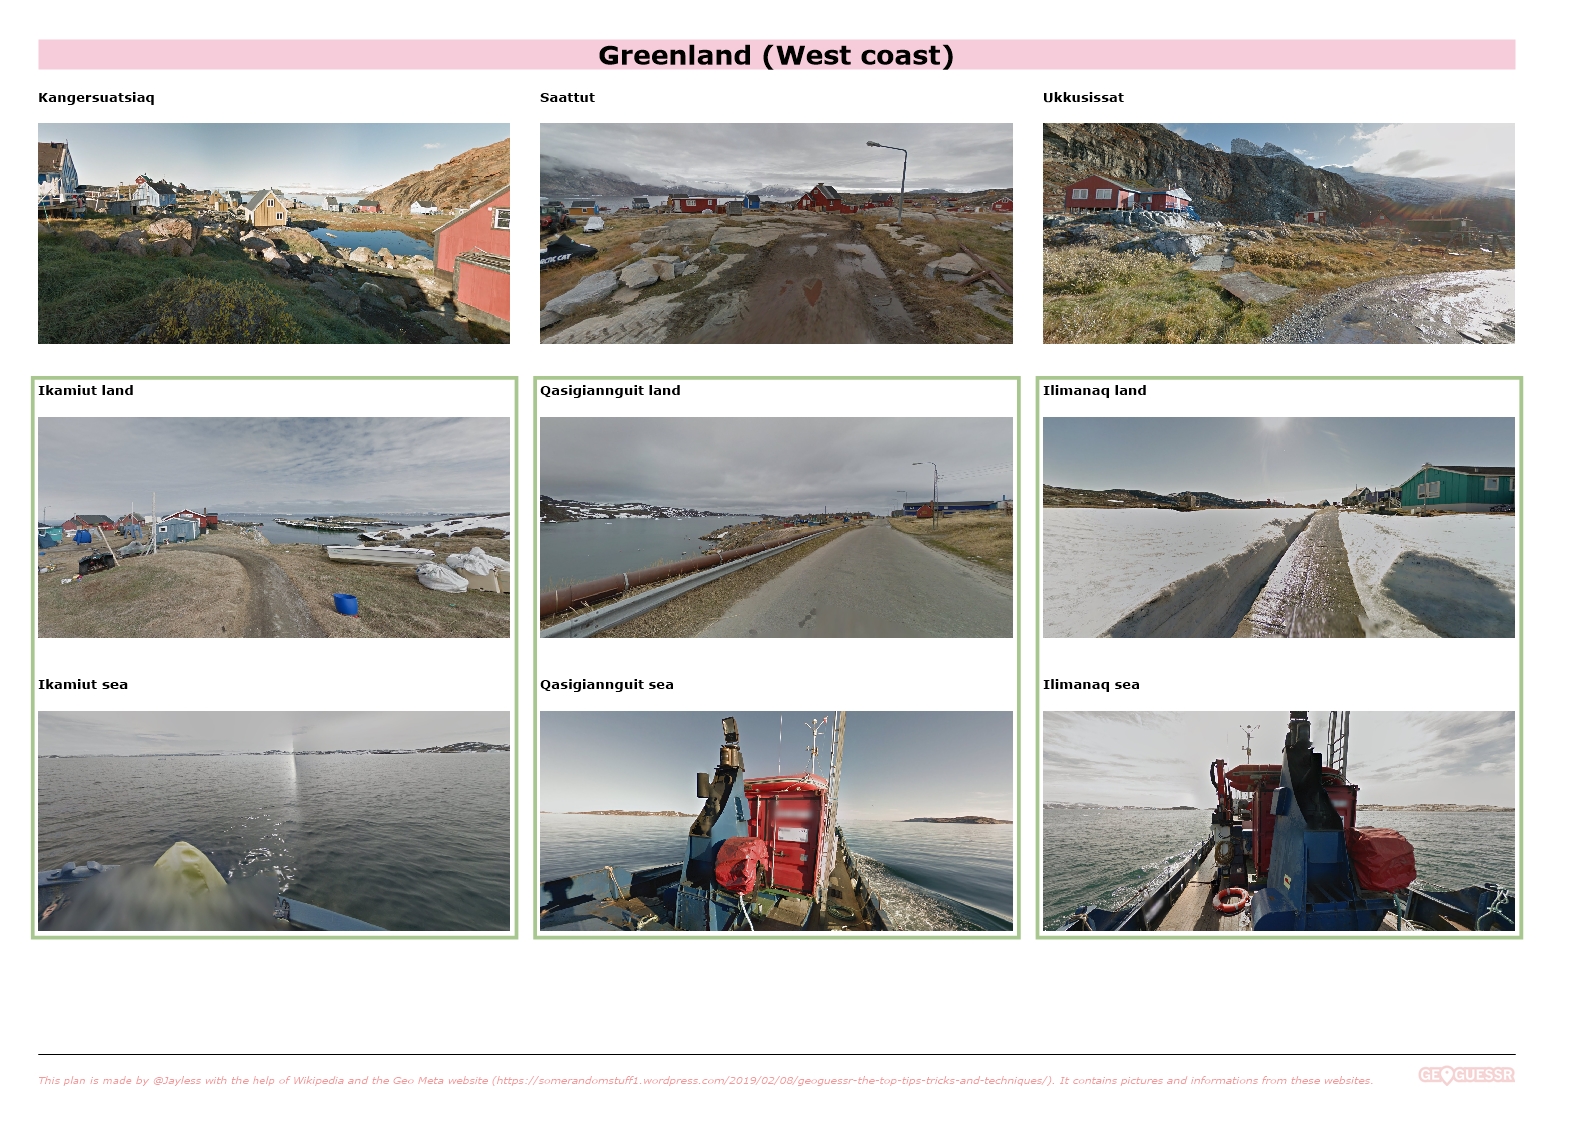 Greenland (West coast)
Kangersuatsiaq
Saattut
Ukkusissat
ARCTIC CAT
Ikamiut land
Qasigiannguit land
Ilimanaq land
Ikamiut sea
Qasigiannguit sea
Ilimanaq sea
This plan is made by @Jayless with the help of Wikipedia and the Geo Meta website (https://somerandomstuff1.wordpress.com/2019/02/08/geoguessr-the-top-tips-tricks-and-techniques/). It contains pictures and informations from these websites.
GEOGUESSR